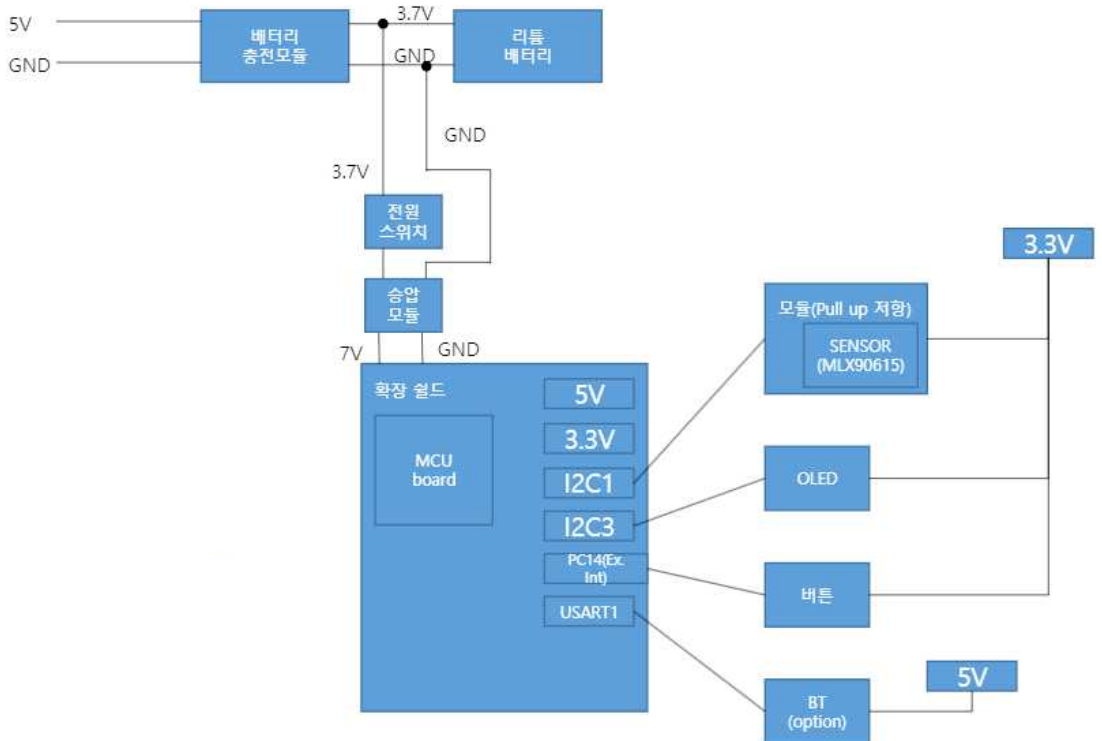 5V
GND
배터리
충전모듈
3.7V
GND
리튬
배터리
GND
3.7V
전원
스위치
승압
모듈
7V
GND
확장 쉴드
MCU
board
5V
3.3V
I2C1
I2C3
PC14(Ex.
Int)
USART1
3.3V
모듈(Pull up 저항)
SENSOR
(MLX90615)
OLED
버튼
5V
BT
(option)